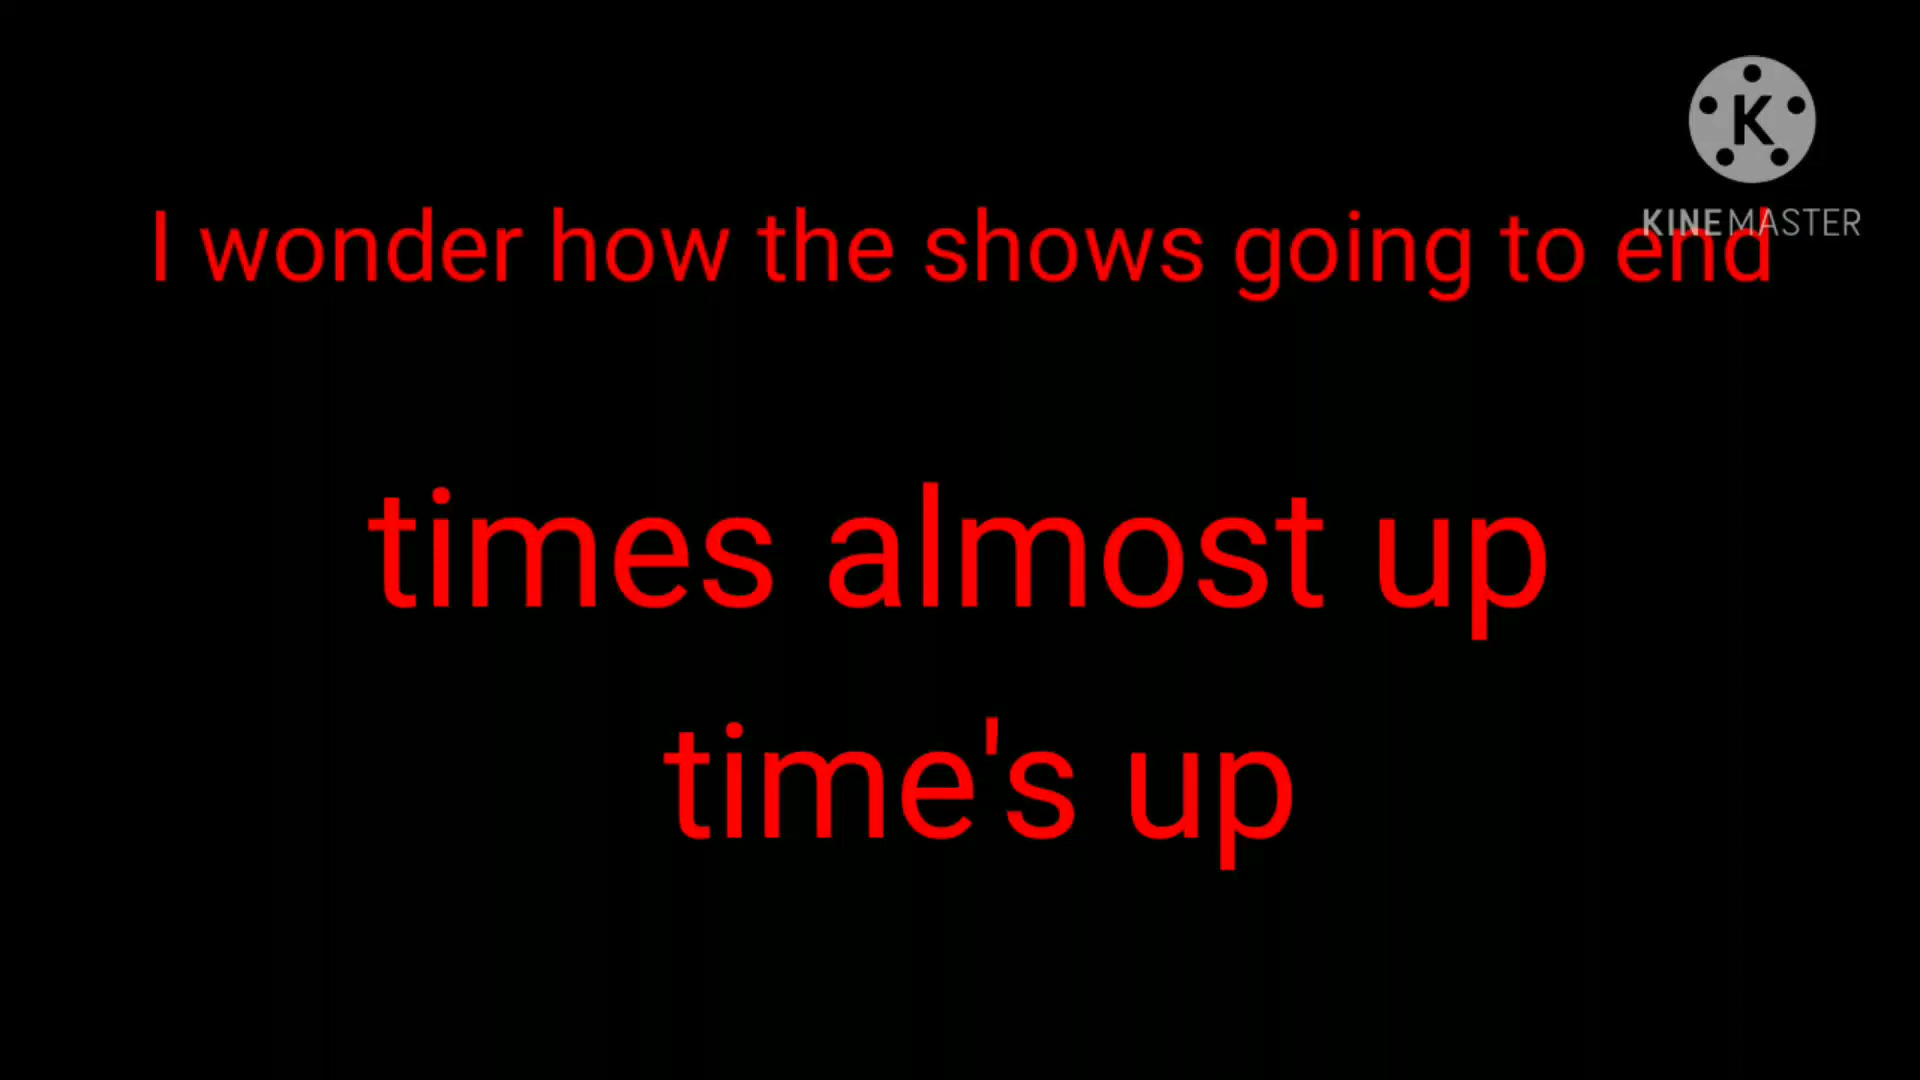 K
KINEMASTER
I wonder how the shows going to end
times almost up
time's up